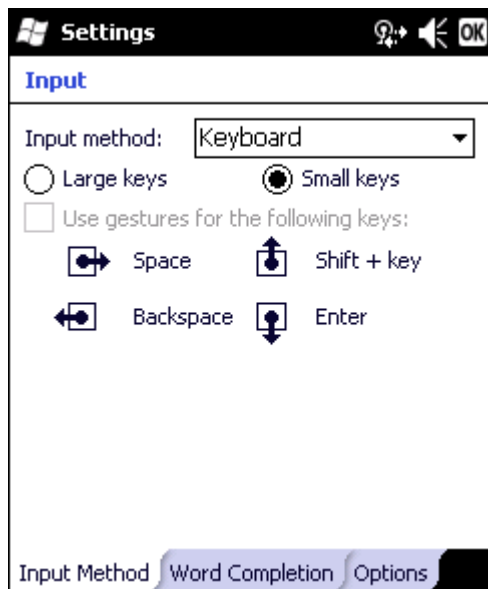 Settings OK
Input
Input method: Keyboard
Large keys Small keys
Use gestures for the following keys:
Space Shift + key
Backspace Enter
Input Method Word Completion Options